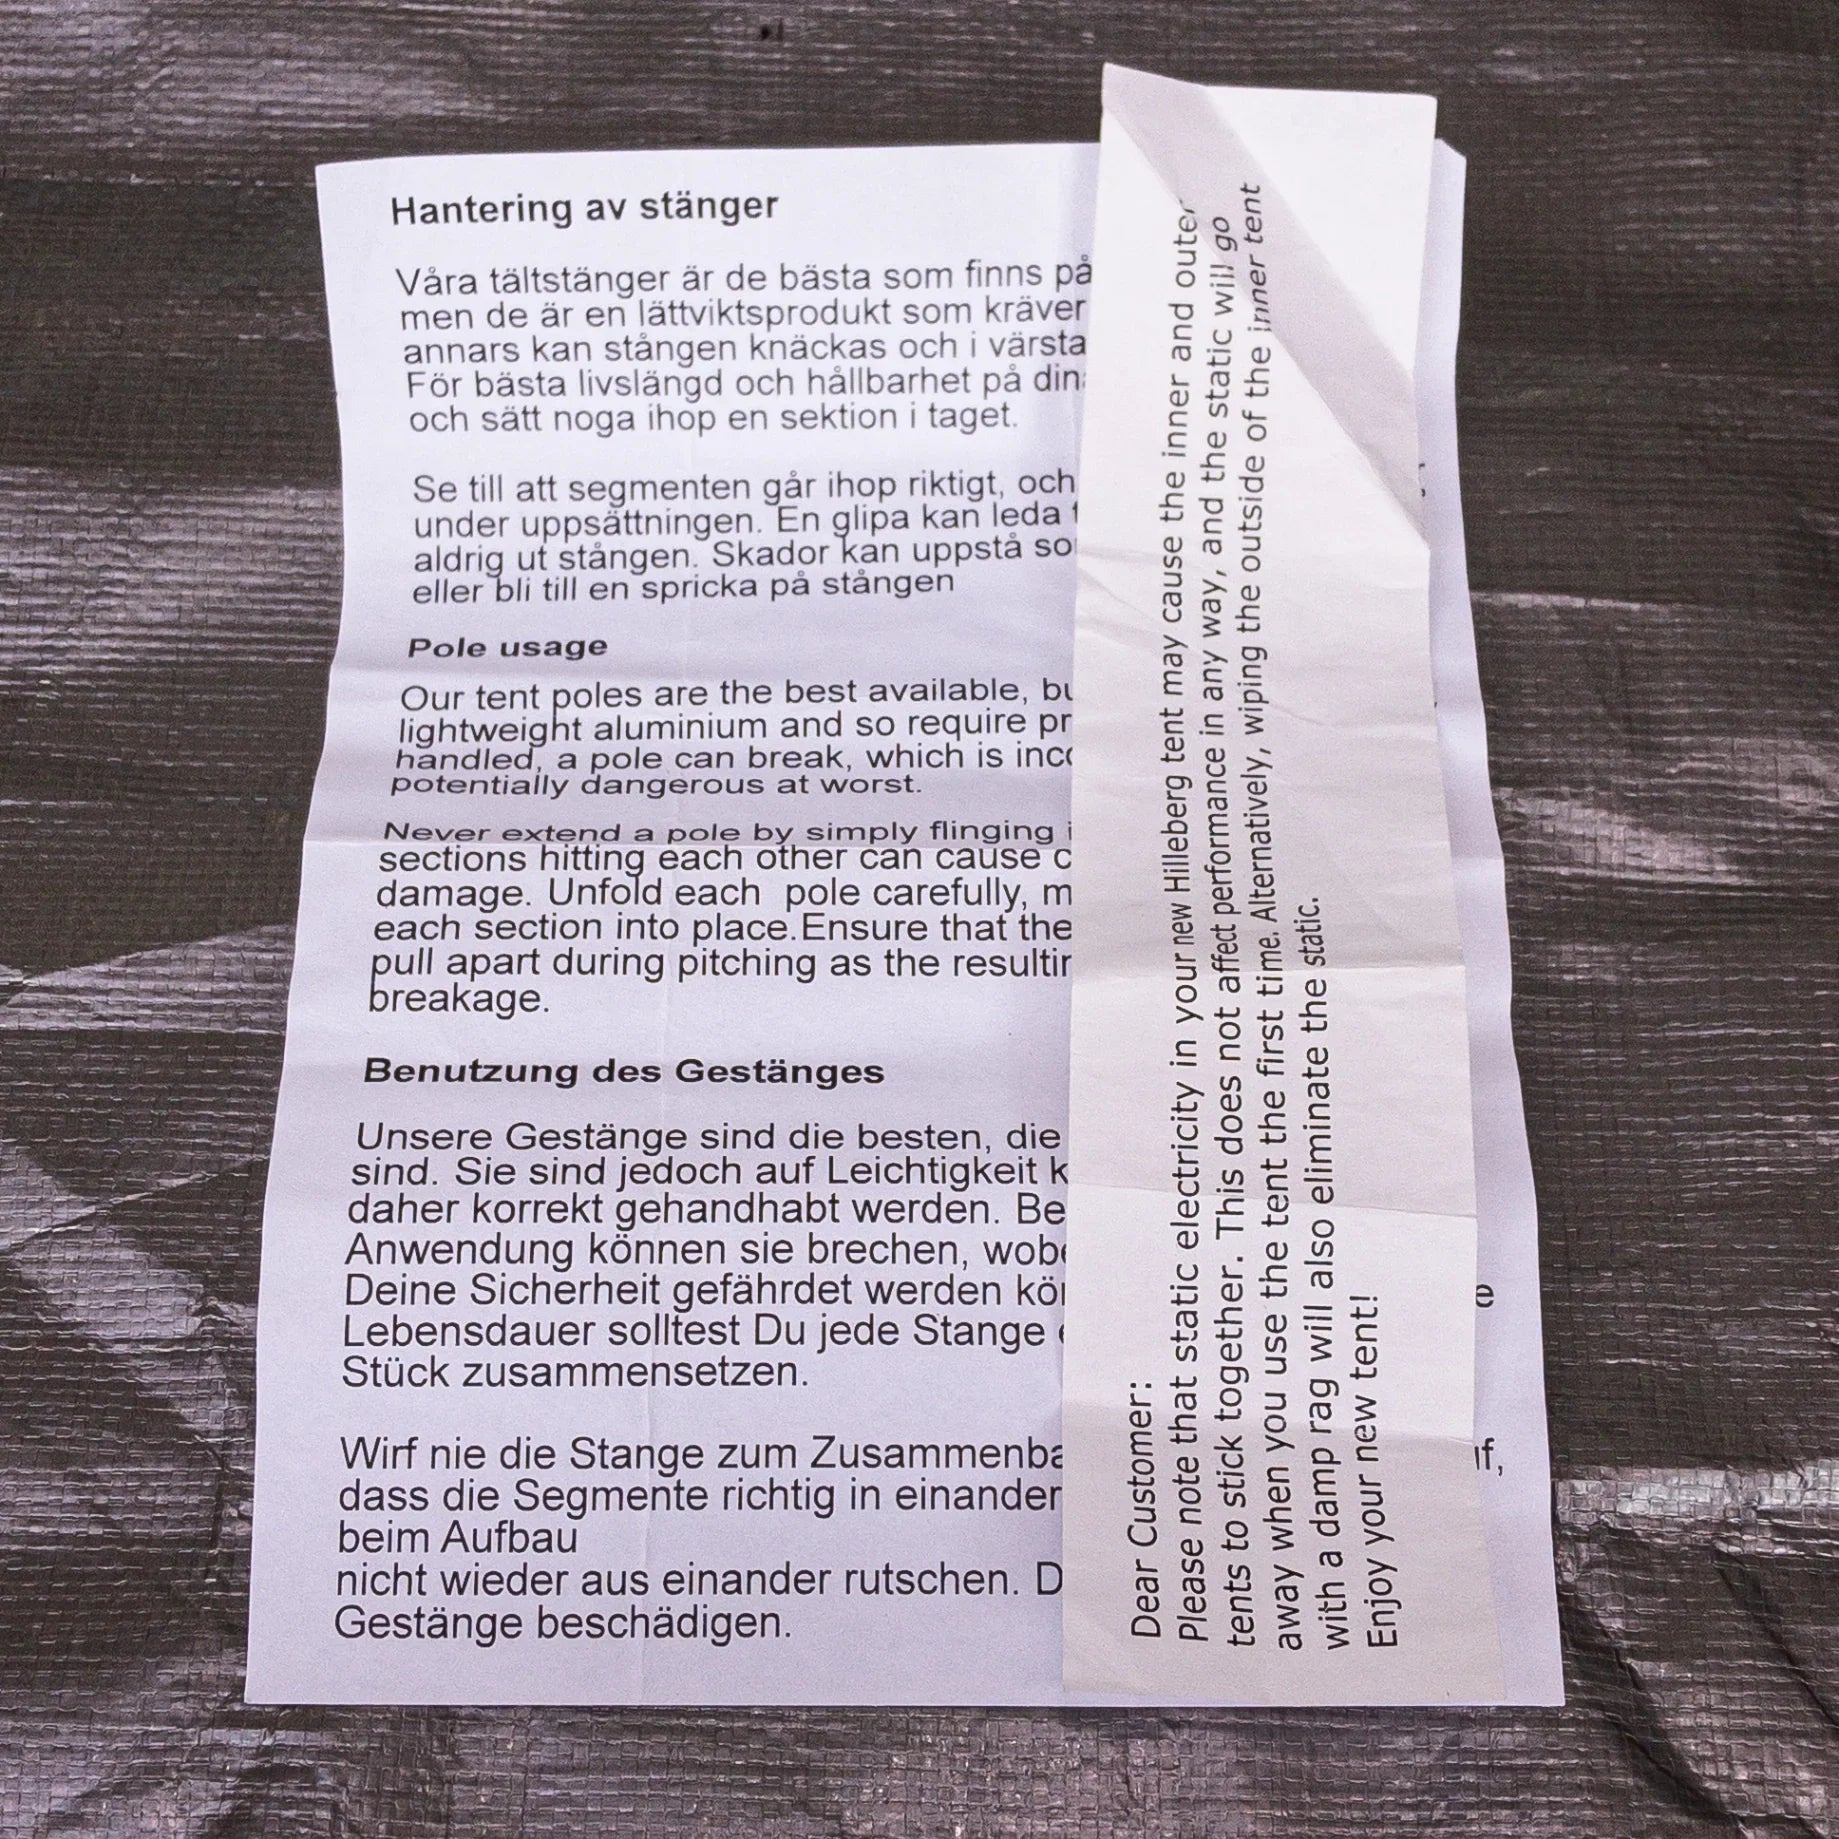 Hantering av stänger
Våra tältstänger är de bästa som finns på
men de är en lättviktsprodukt som kräver
annars kan stången knäckas och i värsta
För bästa livslängd och hållbarhet på
och sätt noga ihop en sektion i taget.
Se till att segmenten går ihop riktigt, och
under uppsättningen. En glipa kan leda
aldrig ut stången. Skador kan uppstå
eller bli till en spricka på stången
Pole usage
Our tent poles are the best available,
lightweight aluminium and so require
handled, a pole can break, which is
potentially dangerous at worst.
Never extend a pole by simply flinging
sections hitting each other can cause
damage. Unfold each pole carefully,
each section into place.Ensure that the
pull apart during pitching as the
breakage.
Benutzung des Gestänges
Unsere Gestänge sind die besten, die
sind. Sie sind jedoch auf Leichtigkeit
daher korrekt gehandhabt werden.
Anwendung können sie brechen,
Deine Sicherheit gefährdet werden
Lebensdauer solltest Du jede Stange
Stück zusammensetzen.
Wirf nie die Stange zum
dass die Segmente richtig in einander
beim Aufbau
nicht wieder aus einander rutschen.
Gestänge beschädigen.
Dear Customer:
Please note that static electricity in your new Hilleberg tent may cause the inner and outer
tents to stick together. This does not affect performance in any way, and the static will go
away when you use the tent the first time. Alternatively, wiping the outside of the inner tent
with a damp rag will also eliminate the static.
Enjoy your new tent!